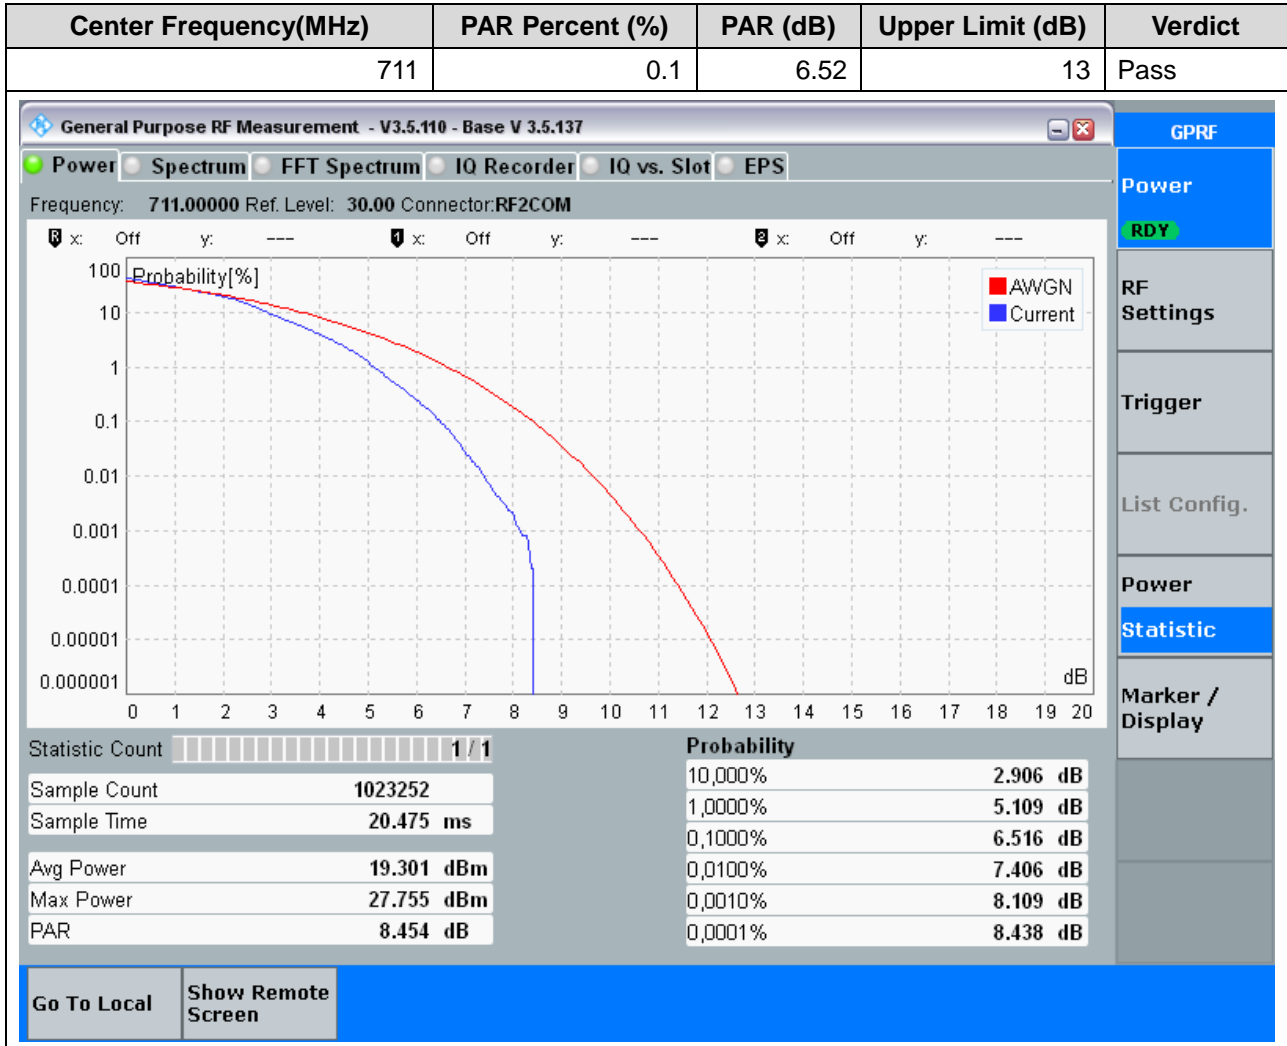 Center Frequency(MHz) PAR Percent (%) PAR (dB) Upper Limit (dB) Verdict
711 0.1 6.52 13 Pass
General Purpose RF Measurement - V3.5.110 - Base V 3.5.137
GPRF
Power Spectrum FFT Spectrum IQ Recorder IQ vs. Slot EPS
Frequency: 711.00000 Ref. Level: 30.00 Connector:RF2COM
R x: Off y: --- 1 x: Off y: --- 2 x: Off y: ---
Probability[%]
100
10
1
0.1
0.01
0.001
0.0001
0.00001
0.000001
AWGN
Current
dB
0 1 2 3 4 5 6 7 8 9 10 11 12 13 14 15 16 17 18 19 20
Statistic Count 1 / 1
Sample Count 1023252
Sample Time 20.475 ms
Avg Power 19.301 dBm
Max Power 27.755 dBm
PAR 8.454 dB
Probability
10,000% 2.906 dB
1,0000% 5.109 dB
0,1000% 6.516 dB
0,0100% 7.406 dB
0,0010% 8.109 dB
0,0001% 8.438 dB
Power
RDY
RF
Settings
Trigger
List Config.
Power
Statistic
Marker /
Display
Go To Local
Show Remote
Screen